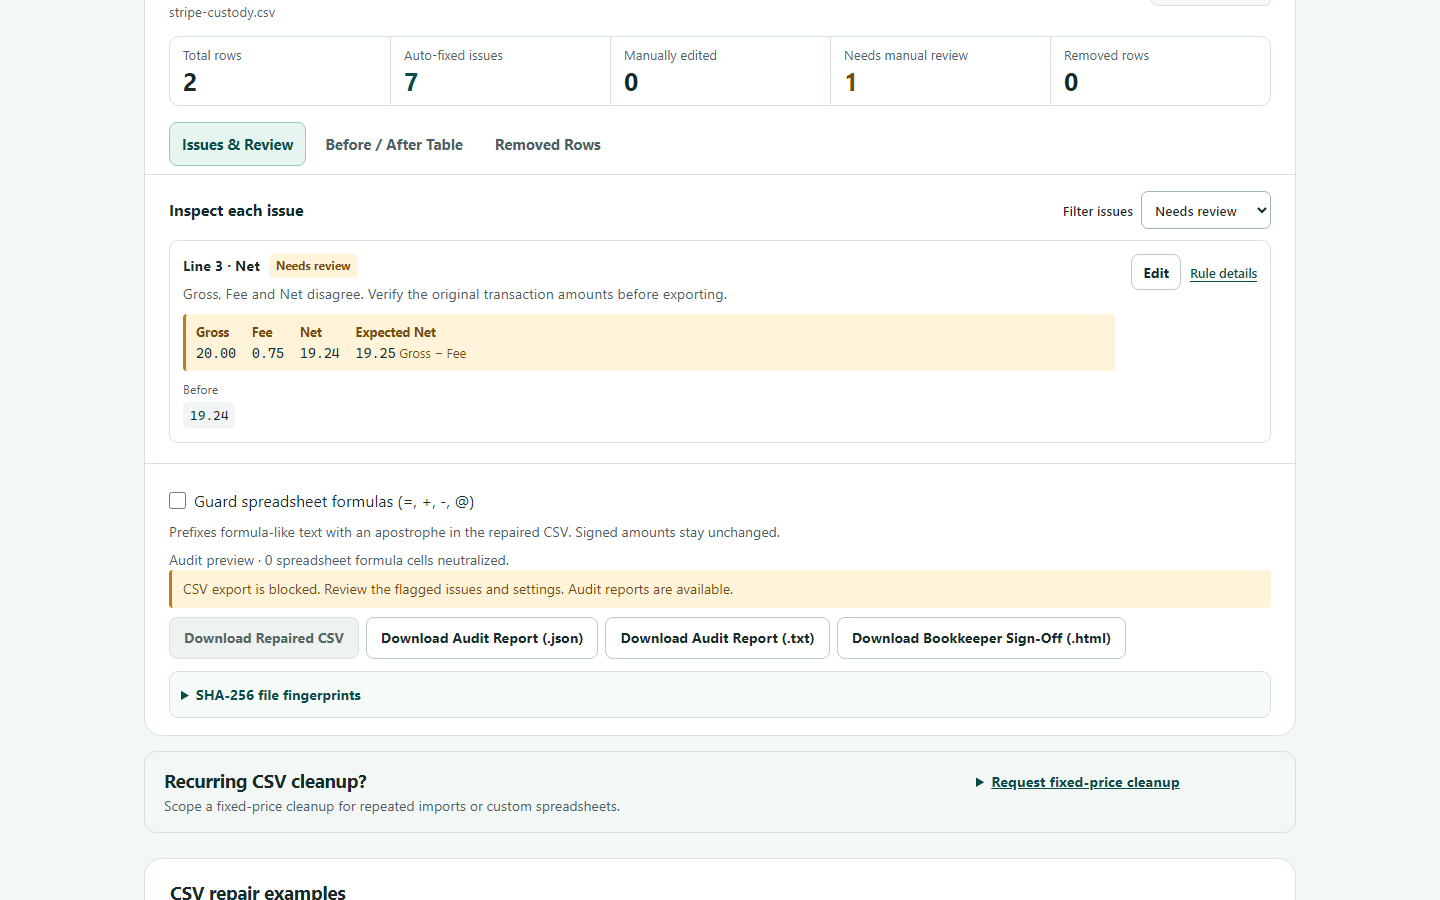 stripe-custody.csv
Total rows
2
Auto-fixed issues
7
Manually edited
0
Needs manual review
1
Removed rows
0
Issues & Review
Before / After Table
Removed Rows
Inspect each issue
Filter issues
Needs review
Line 3 · Net
Needs review
Edit
Rule details
Gross, Fee and Net disagree. Verify the original transaction amounts before exporting.
Gross Fee Net Expected Net
20.00 0.75 19.24 19.25 Gross − Fee
Before
19.24
Guard spreadsheet formulas (=, +, -, @)
Prefixes formula-like text with an apostrophe in the repaired CSV. Signed amounts stay unchanged.
Audit preview · 0 spreadsheet formula cells neutralized.
CSV export is blocked. Review the flagged issues and settings. Audit reports are available.
Download Repaired CSV
Download Audit Report (.json)
Download Audit Report (.txt)
Download Bookkeeper Sign-Off (.html)
SHA-256 file fingerprints
Recurring CSV cleanup?
Scope a fixed-price cleanup for repeated imports or custom spreadsheets.
Request fixed-price cleanup
CSV repair examples